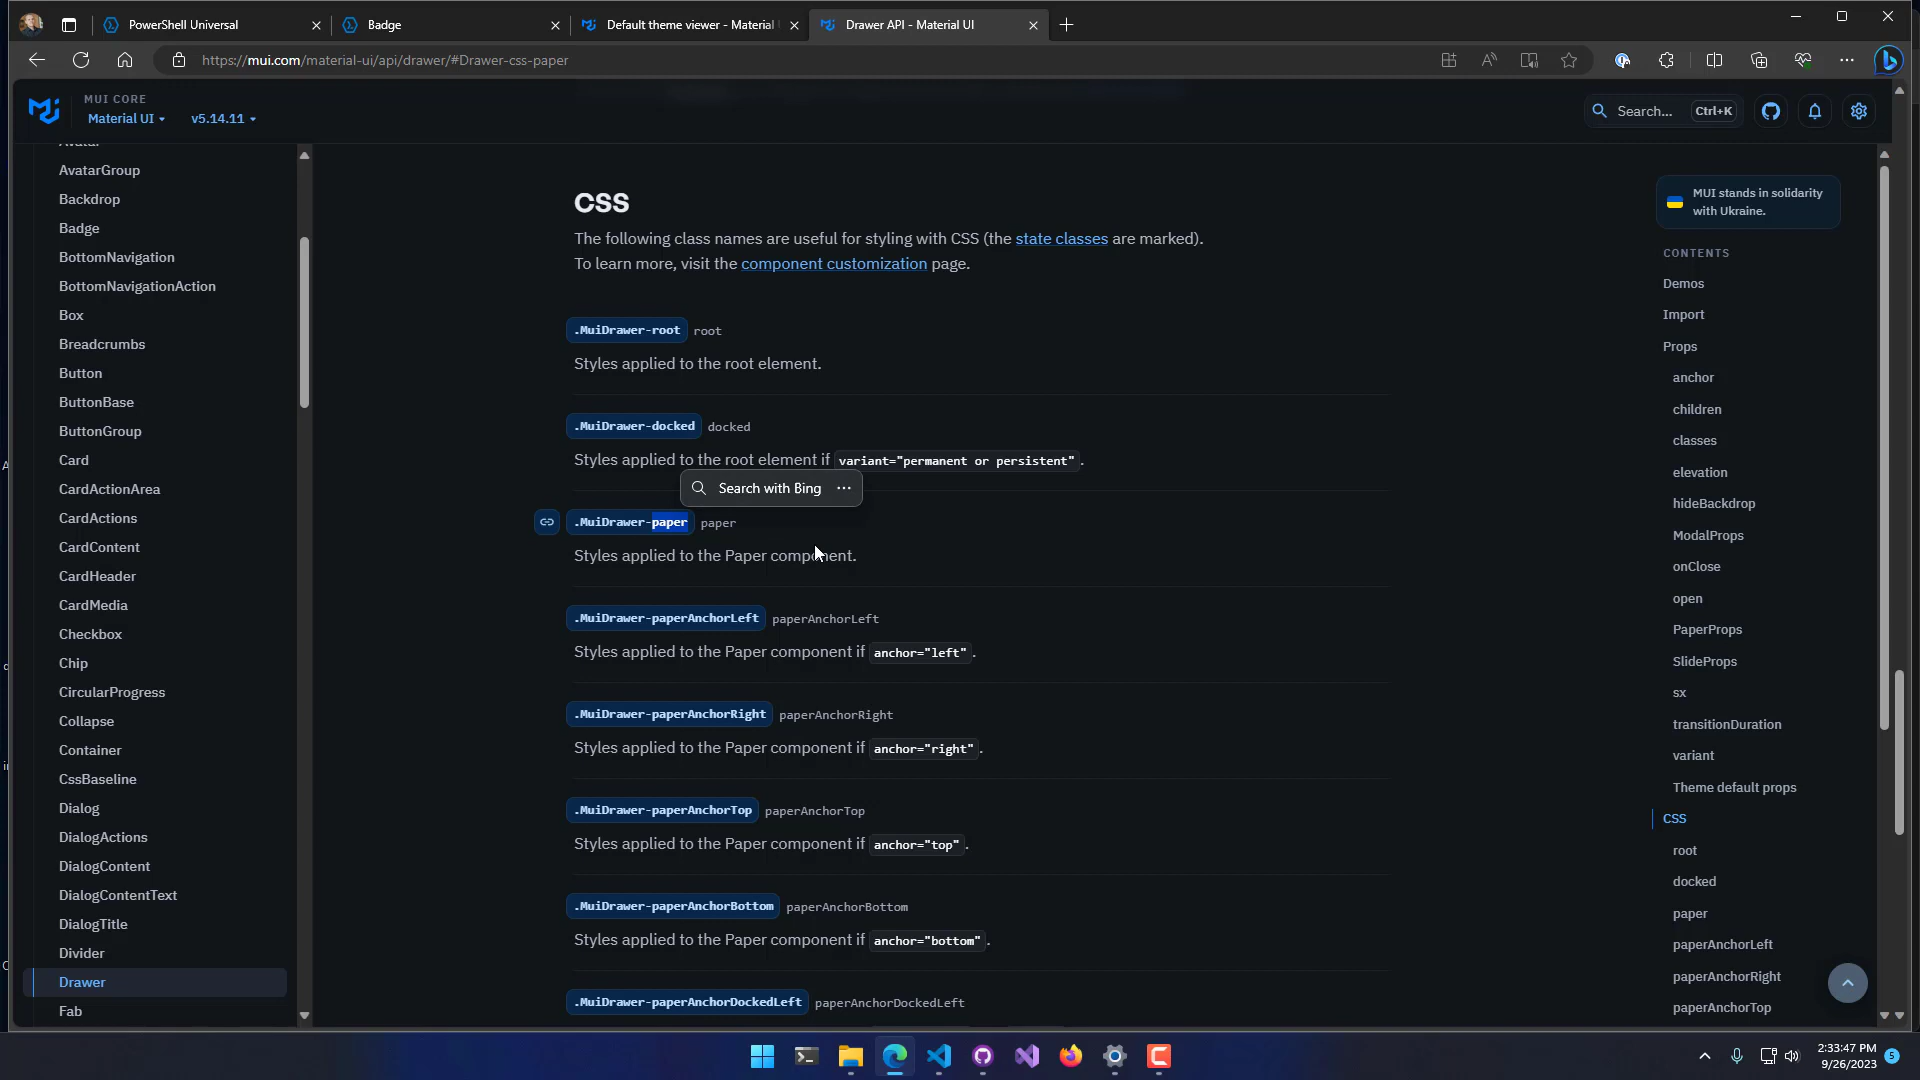 PowerShell Universal
Badge
Default theme viewer - Material
Drawer API - Material UI
https://mui.com/material-ui/api/drawer/#Drawer-css-paper
MUI CORE
Material UI
v5.14.11
Search...
Ctrl+K
AvatarGroup
Backdrop
Badge
BottomNavigation
BottomNavigationAction
Box
Breadcrumbs
Button
ButtonBase
ButtonGroup
Card
CardActionArea
CardActions
CardContent
CardHeader
CardMedia
Checkbox
Chip
CircularProgress
Collapse
Container
CssBaseline
Dialog
DialogActions
DialogContent
DialogContentText
DialogTitle
Divider
Drawer
Fab
CSS
The following class names are useful for styling with CSS (the state classes are marked).
To learn more, visit the component customization page.
.MuiDrawer-root root
Styles applied to the root element.
.MuiDrawer-docked docked
Styles applied to the root element if variant="permanent or persistent".
Search with Bing
.MuiDrawer-paper paper
Styles applied to the Paper component.
.MuiDrawer-paperAnchorLeft paperAnchorLeft
Styles applied to the Paper component if anchor="left".
.MuiDrawer-paperAnchorRight paperAnchorRight
Styles applied to the Paper component if anchor="right".
.MuiDrawer-paperAnchorTop paperAnchorTop
Styles applied to the Paper component if anchor="top".
.MuiDrawer-paperAnchorBottom paperAnchorBottom
Styles applied to the Paper component if anchor="bottom".
.MuiDrawer-paperAnchorDockedLeft paperAnchorDockedLeft
MUI stands in solidarity
with Ukraine.
CONTENTS
Demos
Import
Props
anchor
children
classes
elevation
hideBackdrop
ModalProps
onClose
open
PaperProps
SlideProps
sx
transitionDuration
variant
Theme default props
CSS
root
docked
paper
paperAnchorLeft
paperAnchorRight
paperAnchorTop
2:33:47 PM
9/26/2023
5